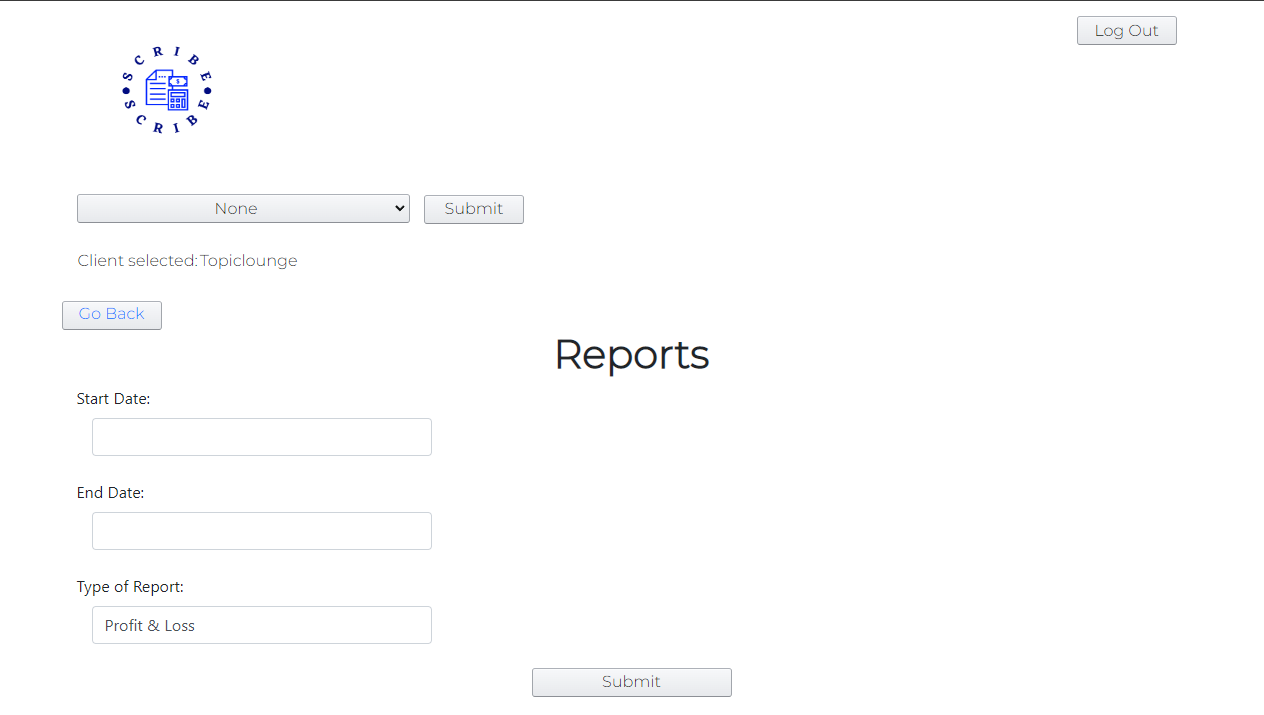 Log Out
SCRIBE
SCRIBE
$
None
Submit
Client selected: Topiclounge
Go Back
Reports
Start Date:
End Date:
Type of Report:
Profit & Loss
Submit